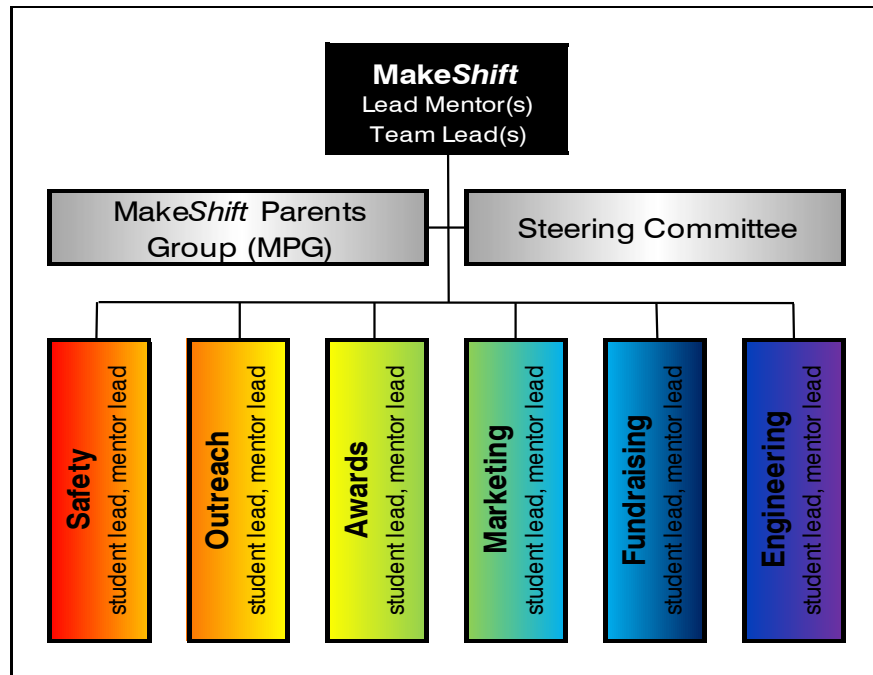 MakeShift
Lead Mentor(s)
Team Lead(s)
MakeShift Parents
Group (MPG)
Steering Committee
Safety
student lead, mentor lead
Outreach
student lead, mentor lead
Awards
student lead, mentor lead
Marketing
student lead, mentor lead
Fundraising
student lead, mentor lead
Engineering
student lead, mentor lead